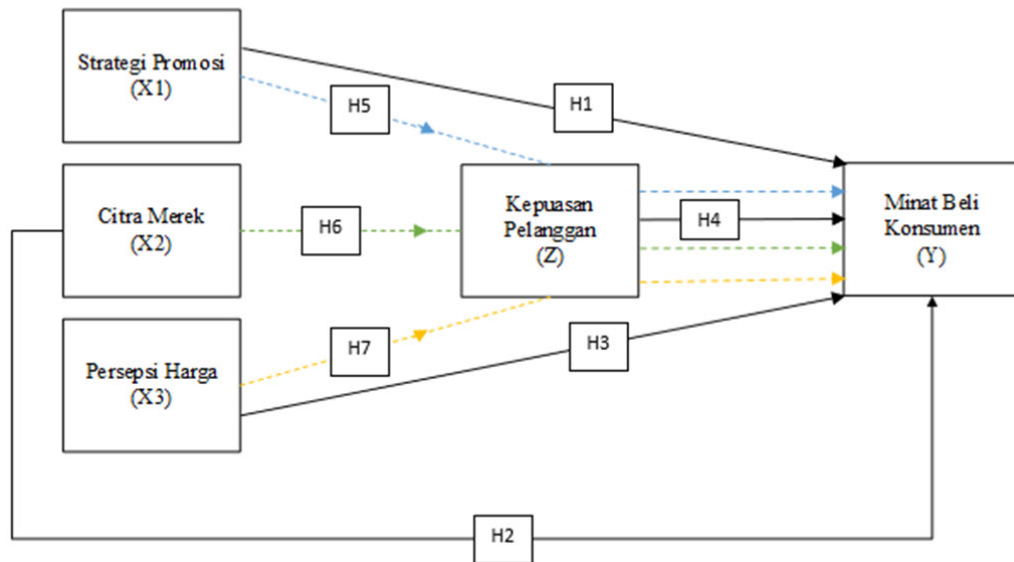 Strategi Promosi
(X1)
H5
H1
Citra Merek
(X2)
H6
Kepuasan
Pelanggan
(Z)
H4
Minat Beli
Konsumen
(Y)
Persepsi Harga
(X3)
H7
H3
H2